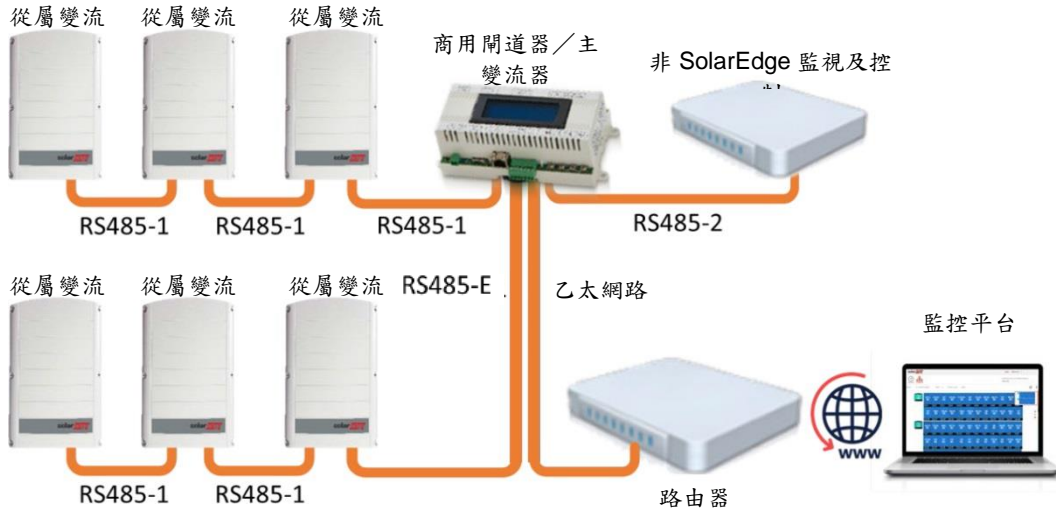 從屬變流
從屬變流
從屬變流
商用閘道器／主
變流器
非 SolarEdge 監視及控
RS485-1
RS485-1
RS485-1
RS485-2
從屬變流
從屬變流
從屬變流
RS485-E
乙太網路
監控平台
www
RS485-1
RS485-1
路由器